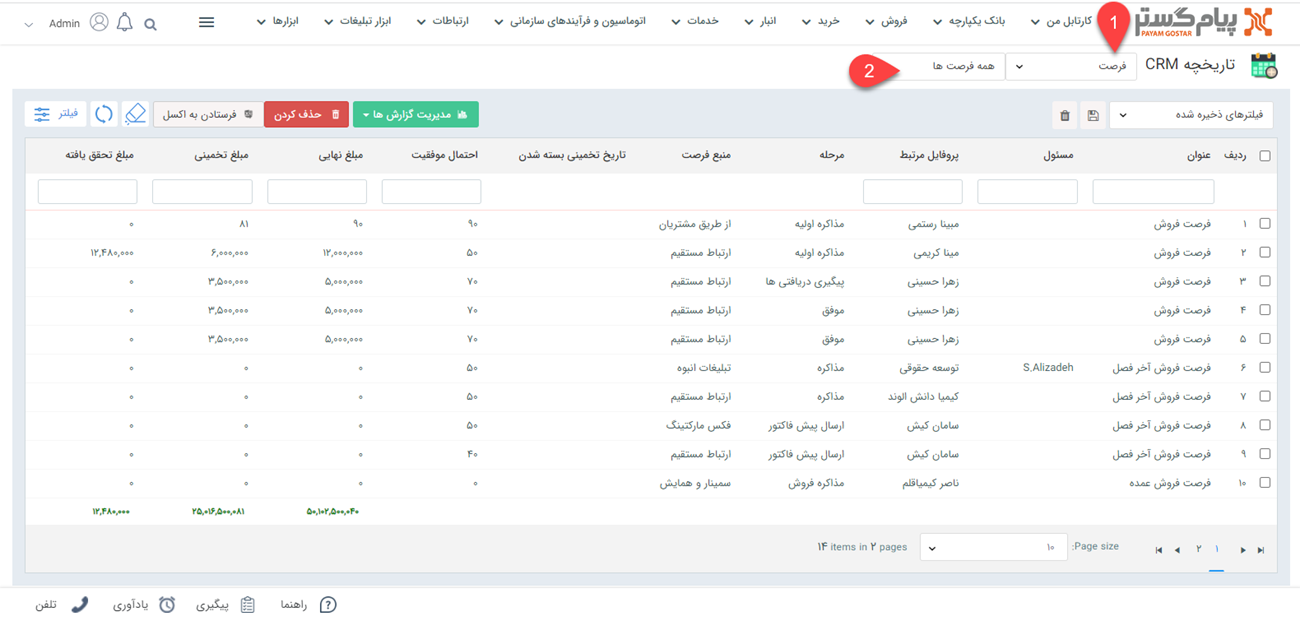 پیام‌گستر PAYAM GOSTAR کارتابل من بانک یکپارچه فروش خرید انبار خدمات اتوماسیون و فرآیندهای سازمانی ارتباطات ابزار تبلیغات ابزارها Admin
1
2
تاریخچه CRM فرصت همه فرصت ها
فیلترهای ذخیره شده مدیریت گزارش ها حذف کردن فرستادن به اکسل فیلتر
ردیف عنوان مسئول پروفایل مرتبط مرحله منبع فرصت تاریخ تخمینی بسته شدن احتمال موفقیت مبلغ نهایی مبلغ تخمینی مبلغ تحقق یافته
۱ فرصت فروش مبینا رستمی مذاکره اولیه از طریق مشتریان ۹۰ ۹۰ ۸۱ ۰
۲ فرصت فروش مینا کریمی مذاکره اولیه ارتباط مستقیم ۵۰ ۱۲,۰۰۰,۰۰۰ ۶,۰۰۰,۰۰۰ ۱۲,۴۸۰,۰۰۰
۳ فرصت فروش زهرا حسینی پیگیری دریافتی ها ارتباط مستقیم ۷۰ ۵,۰۰۰,۰۰۰ ۳,۵۰۰,۰۰۰ ۰
۴ فرصت فروش زهرا حسینی موفق ارتباط مستقیم ۷۰ ۵,۰۰۰,۰۰۰ ۳,۵۰۰,۰۰۰ ۰
۵ فرصت فروش زهرا حسینی موفق ارتباط مستقیم ۷۰ ۵,۰۰۰,۰۰۰ ۳,۵۰۰,۰۰۰ ۰
۶ فرصت فروش آخر فصل S.Alizadeh توسعه حقوقی مذاکره تبلیغات انبوه ۵۰ ۰ ۰ ۰
۷ فرصت فروش آخر فصل کیمیا دانش الوند مذاکره ارتباط مستقیم ۵۰ ۰ ۰ ۰
۸ فرصت فروش آخر فصل سامان کیش ارسال پیش فاکتور فکس مارکتینگ ۵۰ ۰ ۰ ۰
۹ فرصت فروش آخر فصل سامان کیش ارسال پیش فاکتور ارتباط مستقیم ۴۰ ۰ ۰ ۰
۱۰ فرصت فروش عمده ناصر کیمیاقلم مذاکره فروش سمینار و همایش ۰ ۰ ۰ ۰
۵۰,۱۰۲,۵۰۰,۰۴۰ ۲۵,۰۱۶,۵۰۰,۰۸۱ ۱۲,۴۸۰,۰۰۰
۱ ۲ Page size: ۱۰ ۱۴ items in ۲ pages
راهنما پیگیری یادآوری تلفن